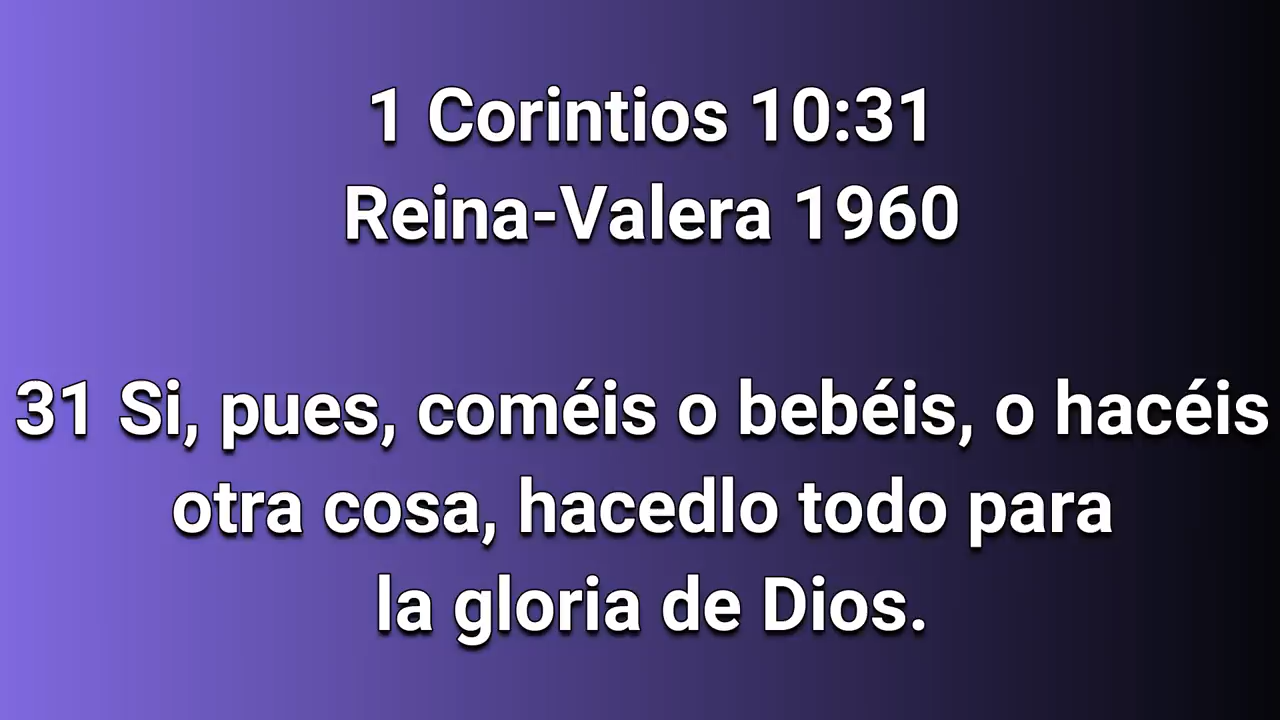 1 Corintios 10:31
Reina-Valera 1960
31 Si, pues, coméis o bebéis, o hacéis
otra cosa, hacedlo todo para
la gloria de Dios.